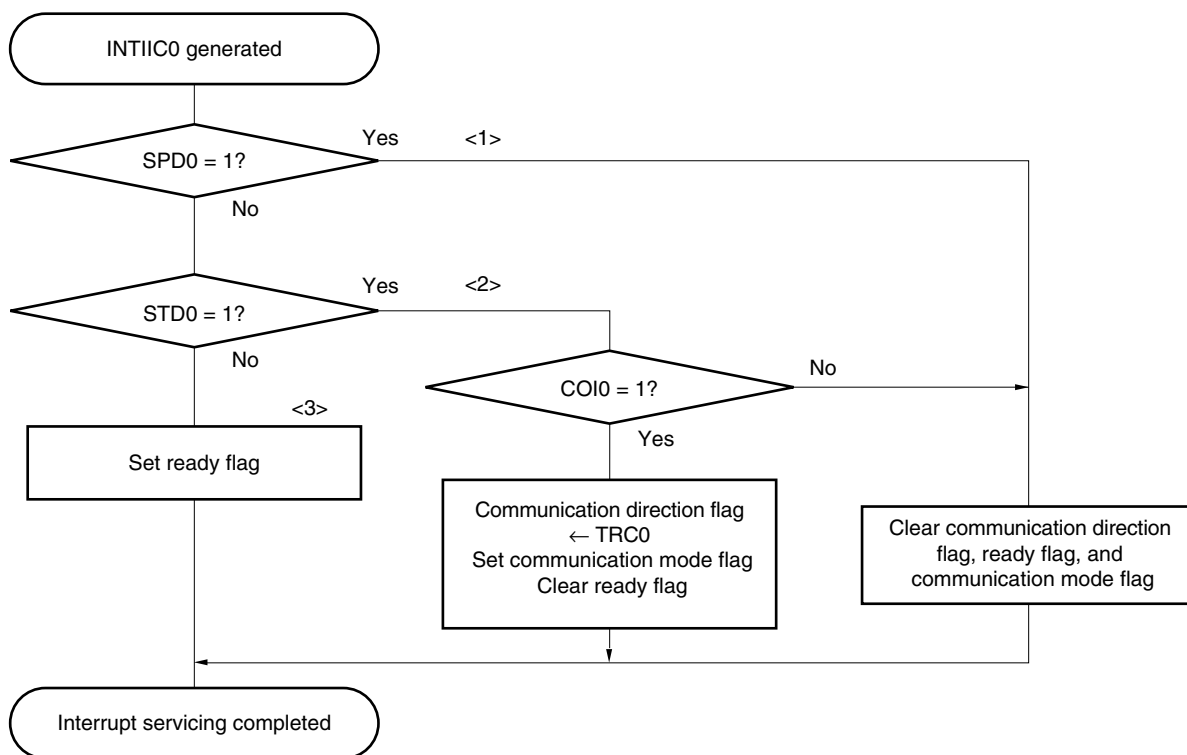 INTIIC0 generated
Yes
<1>
SPD0 = 1?
No
Yes
<2>
STD0 = 1?
No
COI0 = 1?
No
<3>
Yes
Set ready flag
Communication direction flag
← TRC0
Set communication mode flag
Clear ready flag
Clear communication direction
flag, ready flag, and
communication mode flag
Interrupt servicing completed